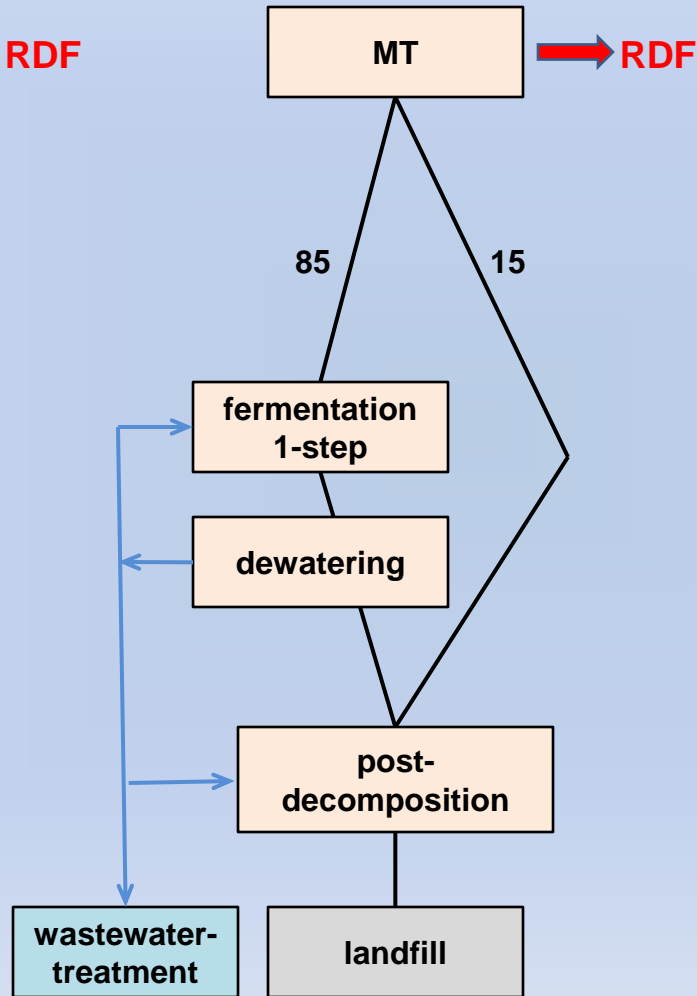 RDF
MT
RDF
85
15
fermentation
1-step
dewatering
post-
decomposition
wastewater-
treatment
landfill